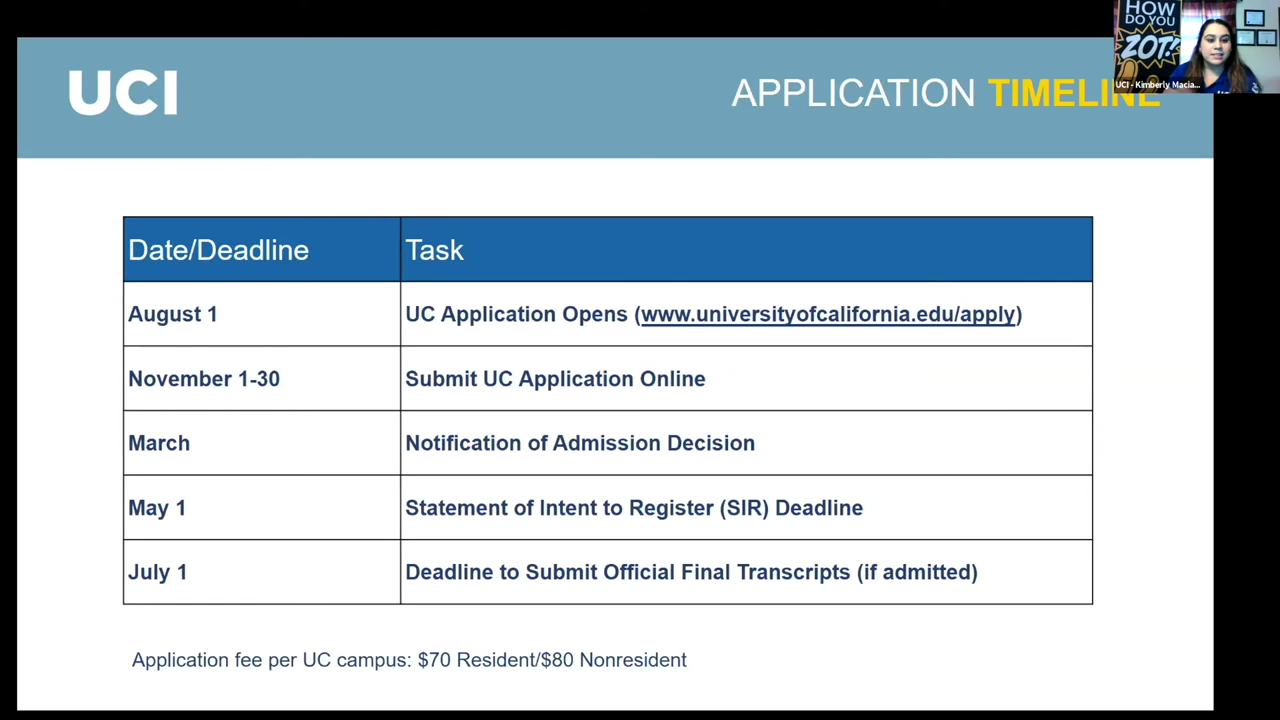 HOW
DO YOU
ZOT!
UCI - Kimberly Macia...
UCI
APPLICATION TIMELINE
Date/Deadline Task
August 1 UC Application Opens (www.universityofcalifornia.edu/apply)
November 1-30 Submit UC Application Online
March Notification of Admission Decision
May 1 Statement of Intent to Register (SIR) Deadline
July 1 Deadline to Submit Official Final Transcripts (if admitted)
Application fee per UC campus: $70 Resident/$80 Nonresident